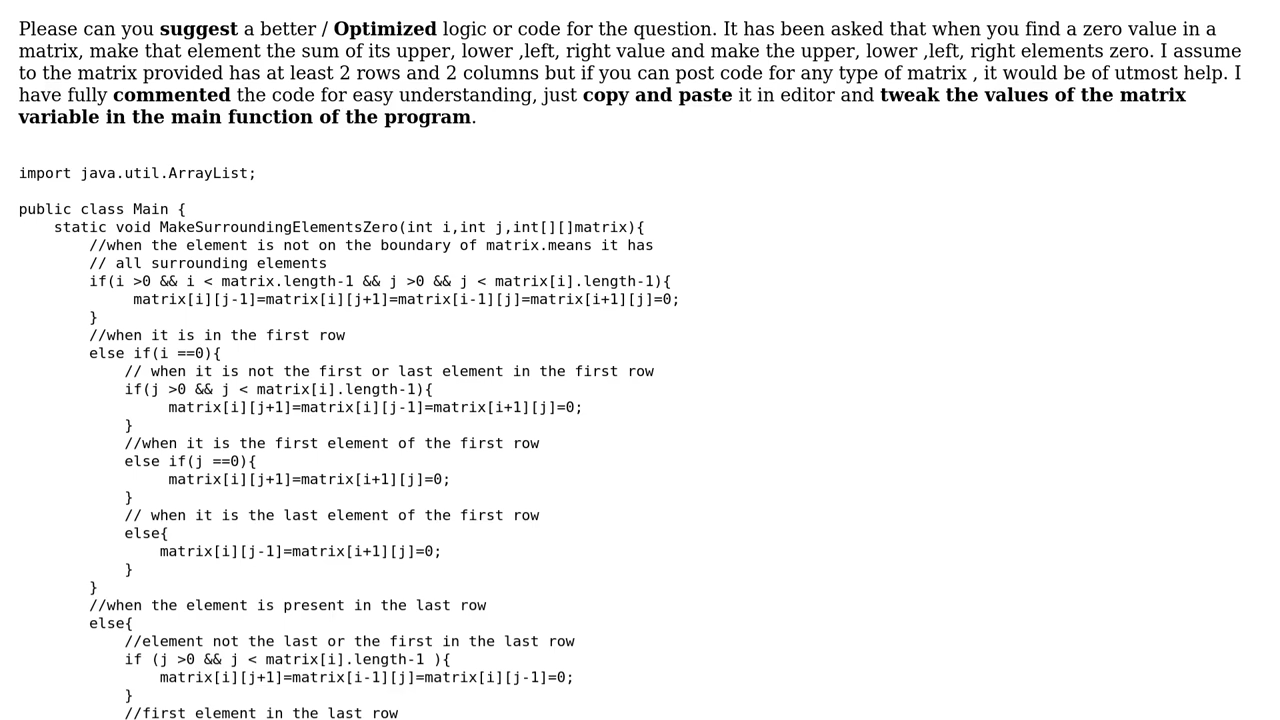 Please can you suggest a better / Optimized logic or code for the question. It has been asked that when you find a zero value in a
matrix, make that element the sum of its upper, lower ,left, right value and make the upper, lower ,left, right elements zero. I assume
to the matrix provided has at least 2 rows and 2 columns but if you can post code for any type of matrix , it would be of utmost help. I
have fully commented the code for easy understanding, just copy and paste it in editor and tweak the values of the matrix
variable in the main function of the program.
import java.util.ArrayList;
public class Main {
    static void MakeSurroundingElementsZero(int i,int j,int[][]matrix){
        //when the element is not on the boundary of matrix.means it has
        // all surrounding elements
        if(i >0 && i < matrix.length-1 && j >0 && j < matrix[i].length-1){
             matrix[i][j-1]=matrix[i][j+1]=matrix[i-1][j]=matrix[i+1][j]=0;
        }
        //when it is in the first row
        else if(i ==0){
            // when it is not the first or last element in the first row
            if(j >0 && j < matrix[i].length-1){
                 matrix[i][j+1]=matrix[i][j-1]=matrix[i+1][j]=0;
            }
            //when it is the first element of the first row
            else if(j ==0){
                 matrix[i][j+1]=matrix[i+1][j]=0;
            }
            // when it is the last element of the first row
            else{
                matrix[i][j-1]=matrix[i+1][j]=0;
            }
        }
        //when the element is present in the last row
        else{
            //element not the last or the first in the last row
            if (j >0 && j < matrix[i].length-1 ){
                matrix[i][j+1]=matrix[i-1][j]=matrix[i][j-1]=0;
            }
            //first element in the last row